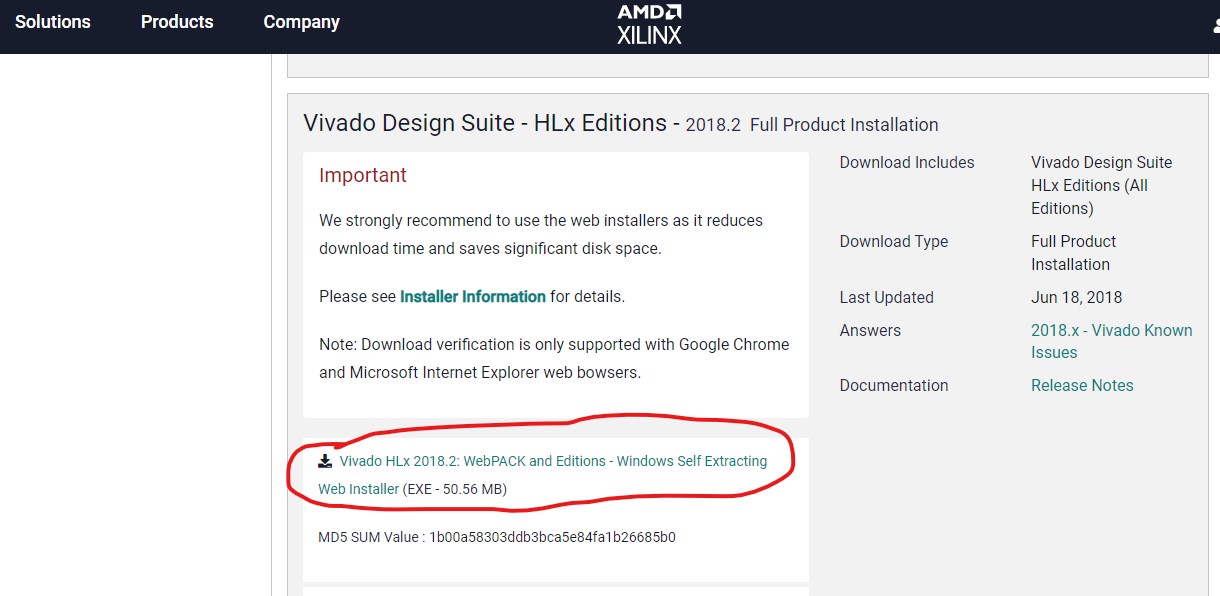 Solutions Products Company
AMD
XILINX
Vivado Design Suite - HLx Editions - 2018.2 Full Product Installation
Important
We strongly recommend to use the web installers as it reduces
download time and saves significant disk space.
Please see Installer Information for details.
Note: Download verification is only supported with Google Chrome
and Microsoft Internet Explorer web bowsers.
Vivado HLx 2018.2: WebPACK and Editions - Windows Self Extracting
Web Installer (EXE - 50.56 MB)
MD5 SUM Value : 1b00a58303ddb3bca5e84fa1b26685b0
Download Includes
Vivado Design Suite
HLx Editions (All
Editions)
Download Type
Full Product
Installation
Last Updated
Jun 18, 2018
Answers
2018.x - Vivado Known
Issues
Documentation
Release Notes